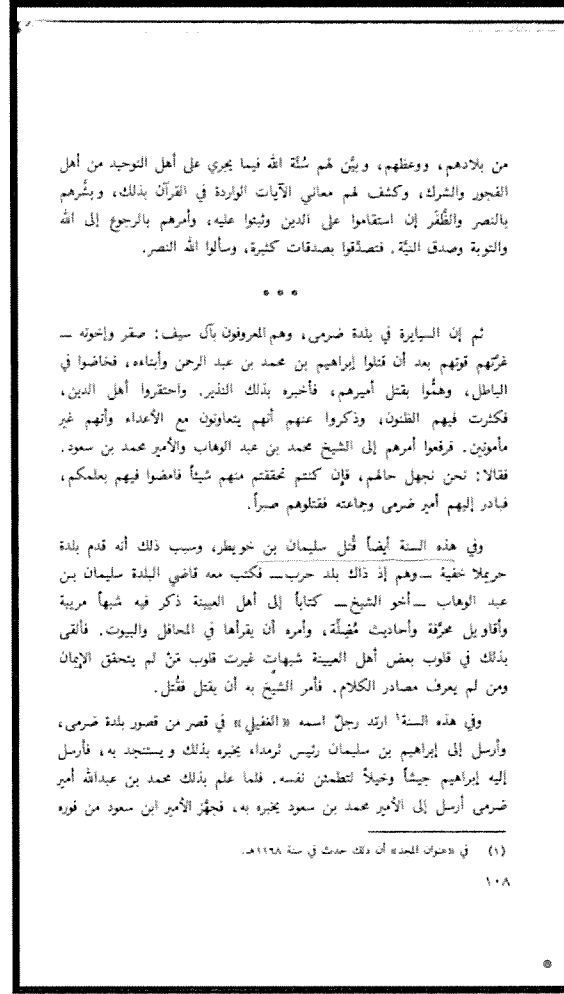 من بلادهم، ووعظهم، وبيَّن لهم سُنَّة الله فيما يجري على أهل التوحيد من أهل
الفجور والشرك، وكشف لهم معاني الآيات الواردة في القرآن بذلك، وبشَّرهم
بالنصر والظَّفَر إن استقاموا على الدين وثبتوا عليه، وأمرهم بالرجوع إلى الله
والتوبة وصدق النيَّة. فتصدَّقوا بصدقات كثيرة، وسألوا الله النصر.
* * *
ثم إن السيايرة في بلدة ضرمى، وهم المعروفون بآل سيف: صقر وإخوته —
غرَّتهم قوتهم بعد أن قتلوا إبراهيم بن محمد بن عبد الرحمن وأبناءه، فخاضوا في
الباطل، وهمُّوا بقتل أميرهم، فأخبره بذلك النذير. واحتقروا أهل الدين،
فكثرت فيهم الظنون، وذكروا عنهم أنهم يتعاونون مع الأعداء وأنهم غير
مأمونين. فرفعوا أمرهم إلى الشيخ محمد بن عبد الوهاب والأمير محمد بن سعود.
فقالا: نحن نجهل حالهم، فإن كنتم تحققتم منهم شيئاً فامضوا فيهم بعلمكم،
فبادر إليهم أمير ضرمى وجماعته فقتلوهم صبراً.
وفي هذه السنة أيضاً قُتل سليمان بن خويطر، وسبب ذلك أنه قدم بلدة
حريملا خفية —وهم إذ ذاك بلد حرب— فكتب معه قاضي البلدة سليمان بن
عبد الوهاب —أخو الشيخ— كتاباً إلى أهل العيينة ذكر فيه شبهاً مريبة
وأقاويل محرَّفة وأحاديث مُضِلَّة، وأمره أن يقرأها في المحافل والبيوت. فألقى
بذلك في قلوب بعض أهل العيينة شبهاتٍ غيرت قلوب مَنْ لم يتحقق الإيمان
ومن لم يعرف مصادر الكلام. فأمر الشيخ به أن يقتل فقُتل.
وفي هذه السنة١ ارتد رجلٌ اسمه «الغفيلي» في قصر من قصور بلدة ضرمى،
وأرسل إلى إبراهيم بن سليمان رئيس ثرمدا، يخبره بذلك ويستنجد به، فأرسل
إليه إبراهيم جيشاً وخيلاً لتطمئن نفسه. فلما علم بذلك محمد بن عبدالله أمير
ضرمى أرسل إلى الأمير محمد بن سعود يخبره به، فجهَّز الأمير ابن سعود من فوره
(١) في «عنوان المجد» أن ذلك حدث في سنة ١١٦٨هـ.
١٠٨